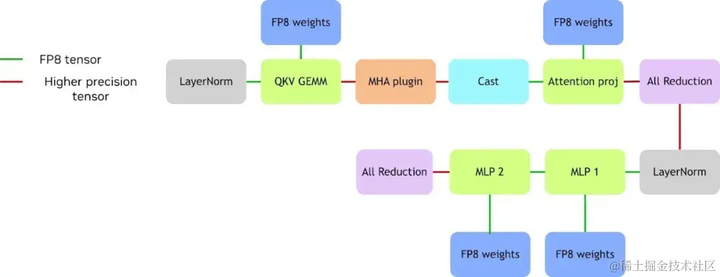 FP8 tensor
Higher precision
tensor
FP8 weights
FP8 weights
LayerNorm
QKV GEMM
MHA plugin
Cast
Attention proj
All Reduction
All Reduction
MLP 2
MLP 1
LayerNorm
FP8 weights
FP8 weights
@稀土掘金技术社区